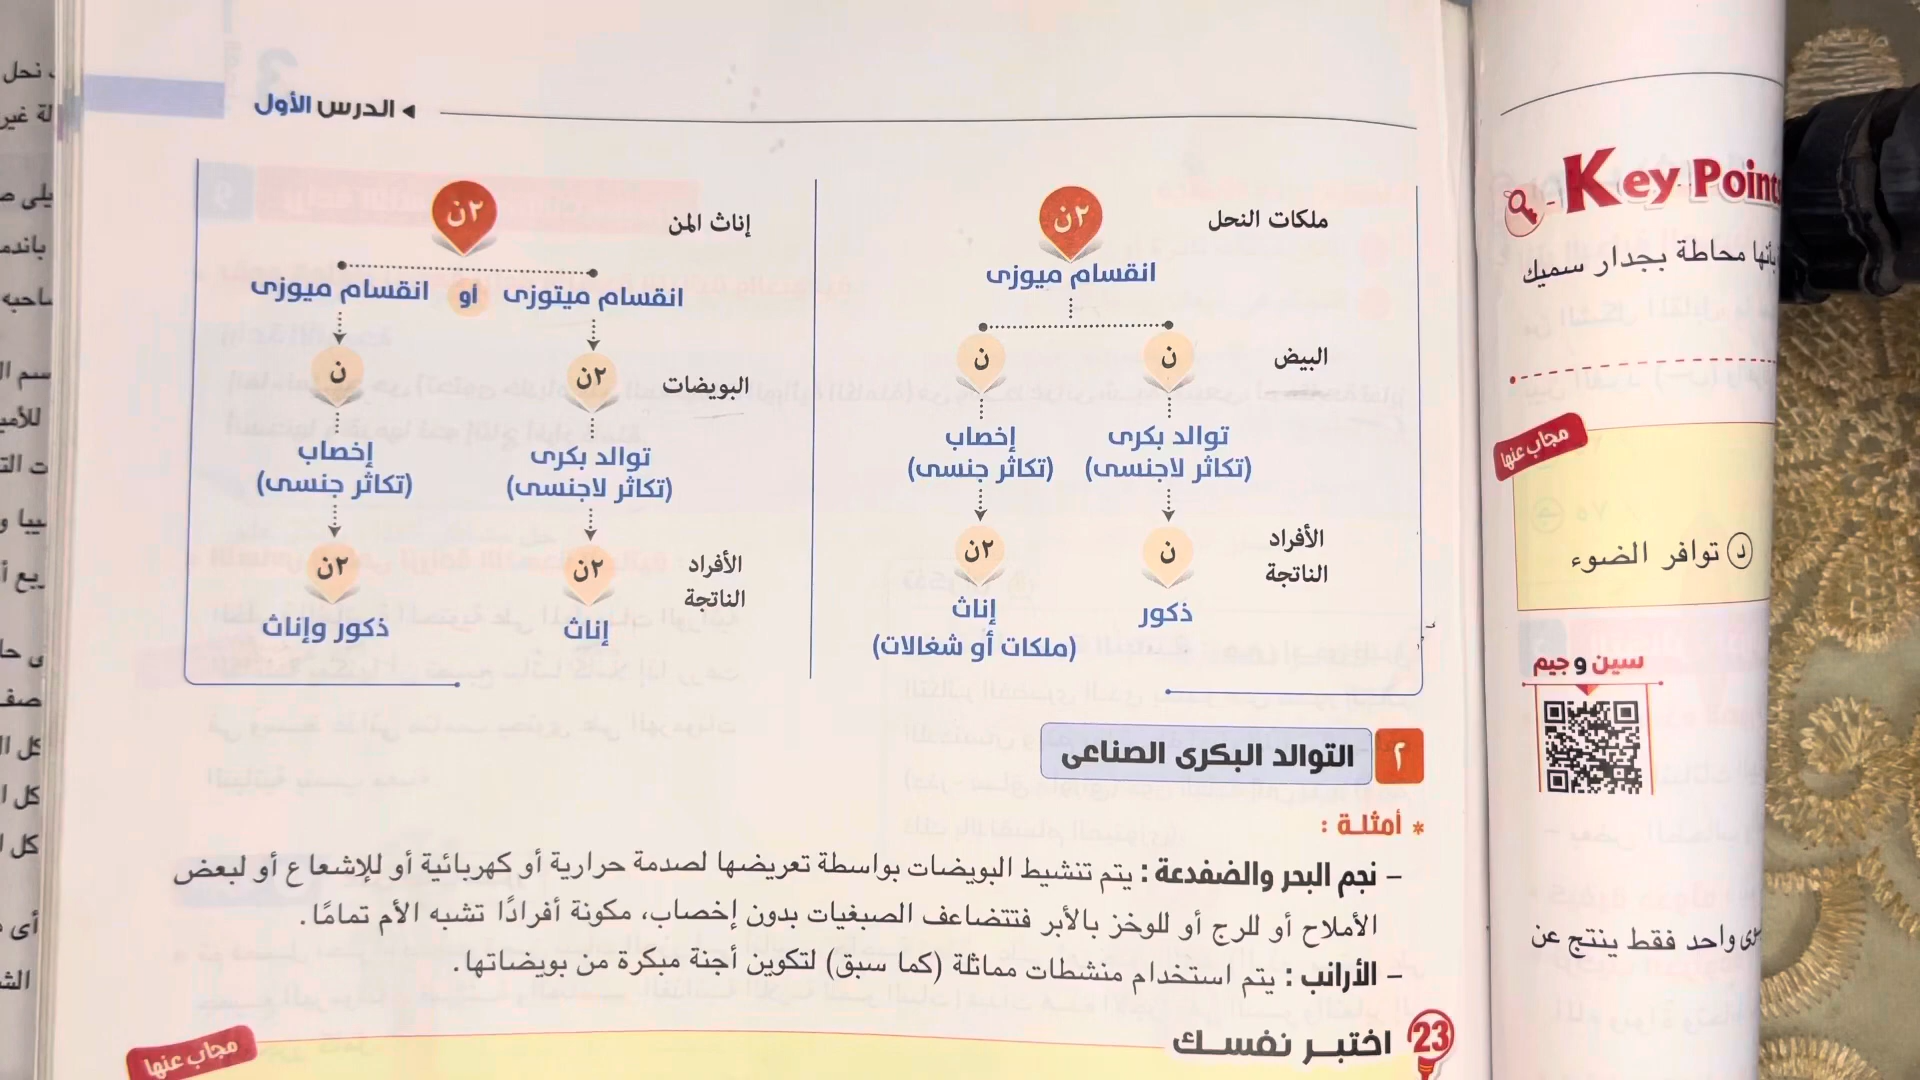 الدرس الأول
ملكات النحل
٢ن
انقسام ميوزى
البيض
ن
ن
توالد بكرى
(تكاثر لاجنسى)
إخصاب
(تكاثر جنسى)
الأفراد
الناتجة
ن
٢ن
ذكور
إناث
(ملكات أو شغالات)
إناث المن
٢ن
انقسام ميتوزى أو انقسام ميوزى
البويضات
٢ن
ن
توالد بكرى
(تكاثر لاجنسى)
إخصاب
(تكاثر جنسى)
الأفراد
الناتجة
٢ن
٢ن
إناث
ذكور وإناث
٢ التوالد البكرى الصناعى
* أمثلة :
- نجم البحر والضفدعة : يتم تنشيط البويضات بواسطة تعريضها لصدمة حرارية أو كهربائية أو للإشعاع أو لبعض
الأملاح أو للرج أو للوخز بالأبر فتتضاعف الصبغيات بدون إخصاب، مكونة أفرادًا تشبه الأم تمامًا.
- الأرانب : يتم استخدام منشطات مماثلة (كما سبق) لتكوين أجنة مبكرة من بويضاتها.
23 اختبر نفسك
مجاب عنها
Key Points
محاطة بجدار سميك
مجاب عنها
د توافر الضوء
سين وجيم
واحد فقط ينتج عن
نحل
غير